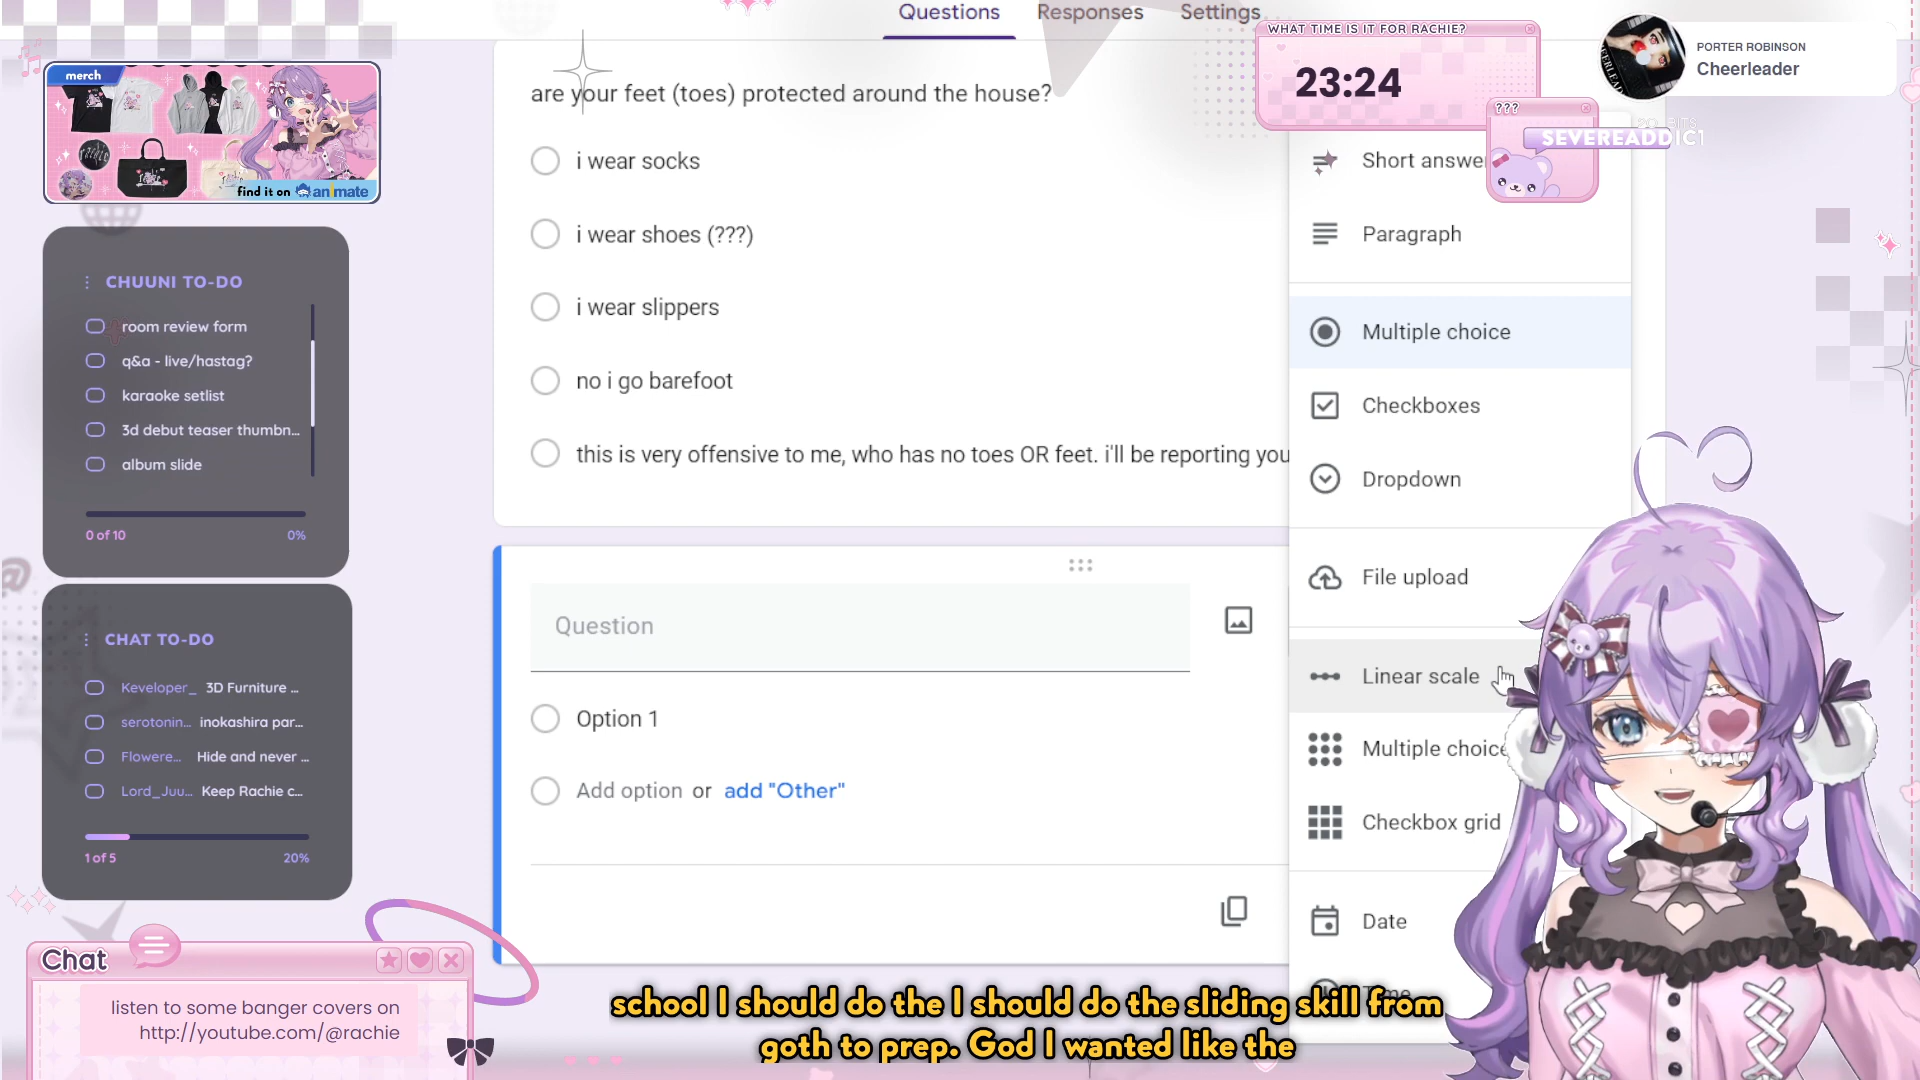 Questions
Responses
Settings
WHAT TIME IS IT FOR RACHIE?
23:24
PORTER ROBINSON
Cheerleader
merch
find it on animate
are your feet (toes) protected around the house?
i wear socks
i wear shoes (???)
i wear slippers
no i go barefoot
this is very offensive to me, who has no toes OR feet. i'll be reporting you
???
20 BITS
SEVEREADDIC1
Short answer
Paragraph
Multiple choice
Checkboxes
Dropdown
File upload
Linear scale
Multiple choice
Checkbox grid
Date
Time
CHUUNI TO-DO
room review form
q&a - live/hastag?
karaoke setlist
3d debut teaser thumbn...
album slide
0 of 10
0%
Question
Option 1
Add option or add "Other"
CHAT TO-DO
Keveloper_ 3D Furniture ...
serotonin... inokashira par...
Flowere... Hide and never ...
Lord_Juu... Keep Rachie c...
1 of 5
20%
Chat
listen to some banger covers on
http://youtube.com/@rachie
school I should do the I should do the sliding skill from
goth to prep. God I wanted like the